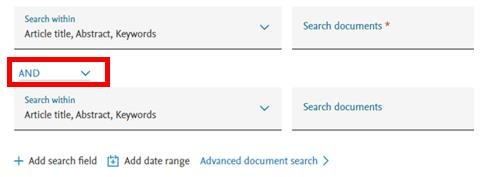 Search within
Article title, Abstract, Keywords
Search documents *
AND
Search within
Article title, Abstract, Keywords
Search documents
Add search field Add date range Advanced document search